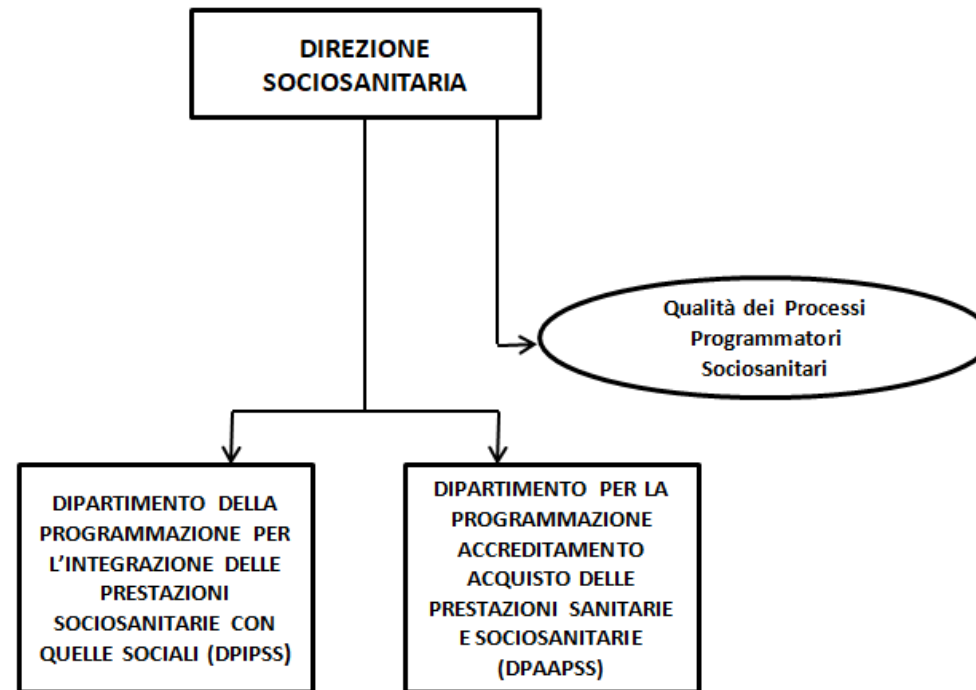 DIREZIONE
SOCIOSANITARIA
Qualità dei Processi
Programmatori
Sociosanitari
DIPARTIMENTO DELLA
PROGRAMMAZIONE PER
L’INTEGRAZIONE DELLE
PRESTAZIONI
SOCIOSANITARIE CON
QUELLE SOCIALI (DPIPSS)
DIPARTIMENTO PER LA
PROGRAMMAZIONE
ACCREDITAMENTO
ACQUISTO DELLE
PRESTAZIONI SANITARIE
E SOCIOSANITARIE
(DPAAPSS)